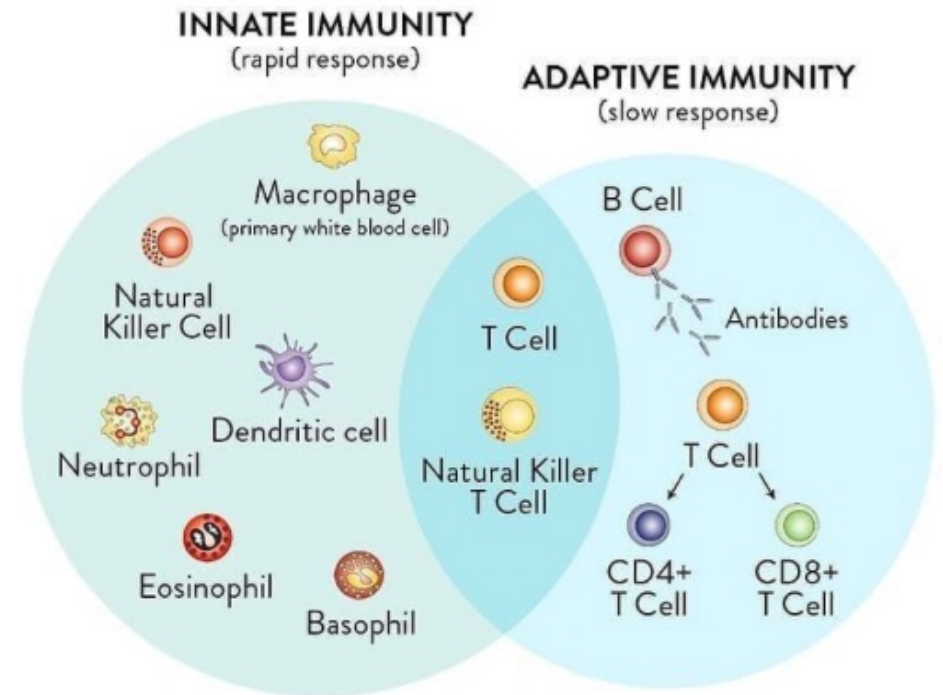 INNATE IMMUNITY
(rapid response)
ADAPTIVE IMMUNITY
(slow response)
Macrophage
(primary white blood cell)
Natural
Killer Cell
Dendritic cell
Neutrophil
Eosinophil
Basophil
T Cell
Natural Killer
T Cell
B Cell
Antibodies
T Cell
CD4+
T Cell
CD8+
T Cell